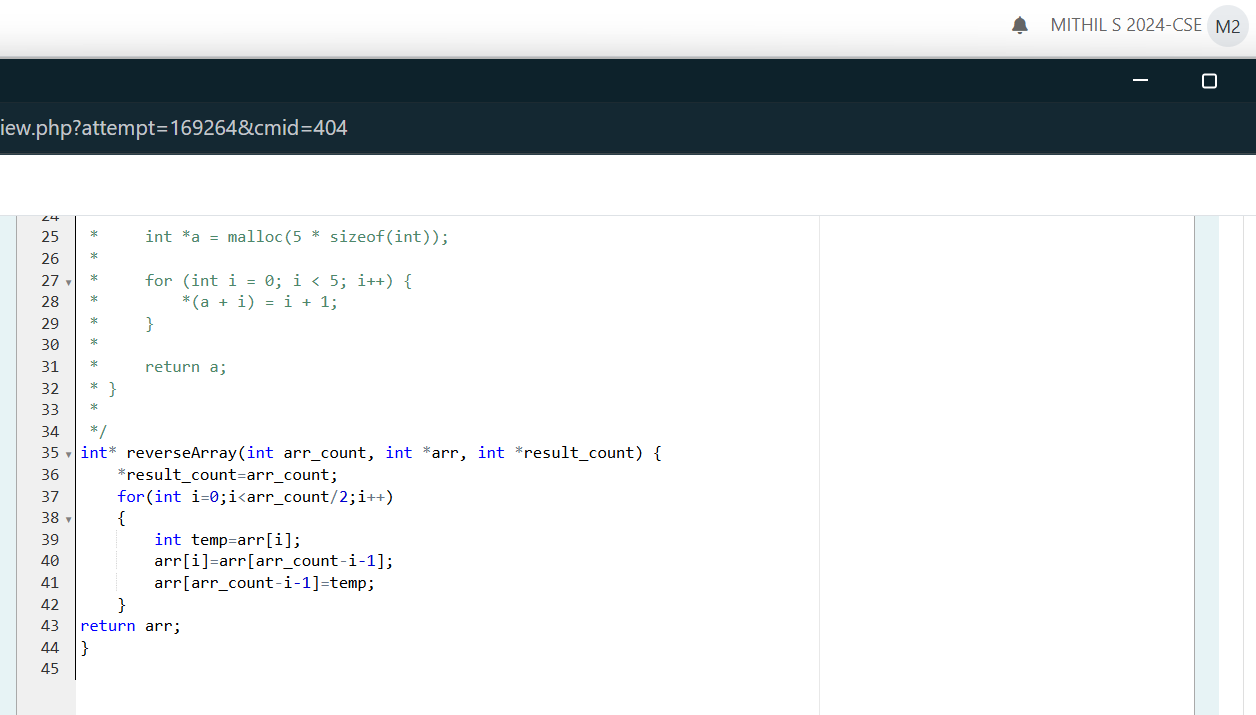 MITHIL S 2024-CSE M2
iew.php?attempt=169264&cmid=404
24
25 *     int *a = malloc(5 * sizeof(int));
26 *
27 *     for (int i = 0; i < 5; i++) {
28 *         *(a + i) = i + 1;
29 *     }
30 *
31 *     return a;
32 * }
33 *
34 */
35 int* reverseArray(int arr_count, int *arr, int *result_count) {
36     *result_count=arr_count;
37     for(int i=0;i<arr_count/2;i++)
38     {
39         int temp=arr[i];
40         arr[i]=arr[arr_count-i-1];
41         arr[arr_count-i-1]=temp;
42     }
43 return arr;
44 }
45